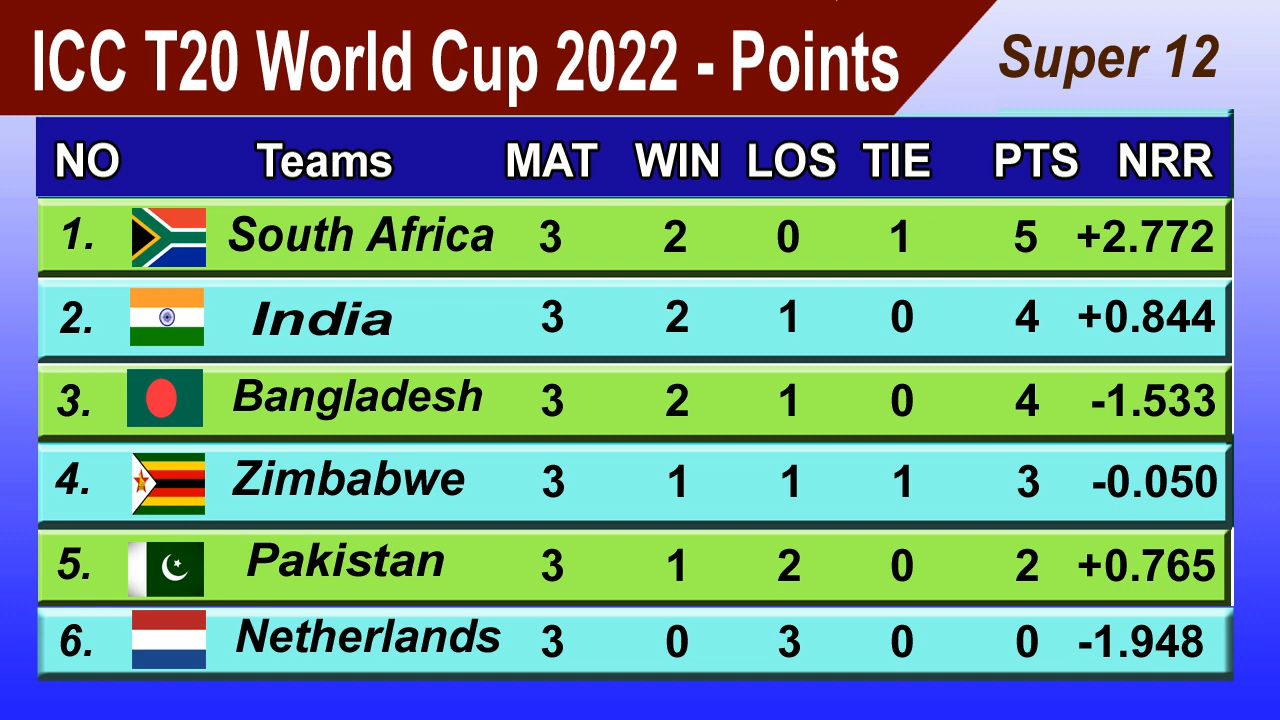 ICC T20 World Cup 2022 - Points
Super 12
NO Teams MAT WIN LOS TIE PTS NRR
1. South Africa 3 2 0 1 5 +2.772
2. India 3 2 1 0 4 +0.844
3. Bangladesh 3 2 1 0 4 -1.533
4. Zimbabwe 3 1 1 1 3 -0.050
5. Pakistan 3 1 2 0 2 +0.765
6. Netherlands 3 0 3 0 0 -1.948